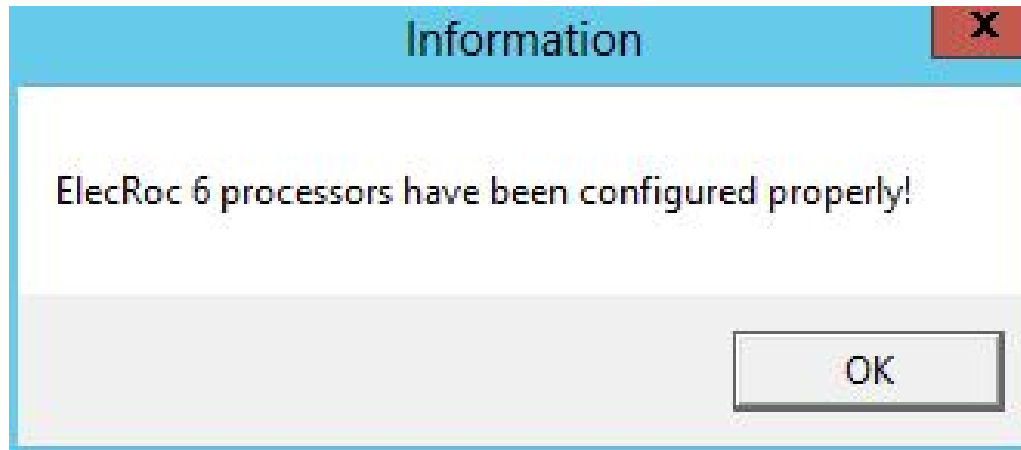 Information
X
ElecRoc 6 processors have been configured properly!
OK